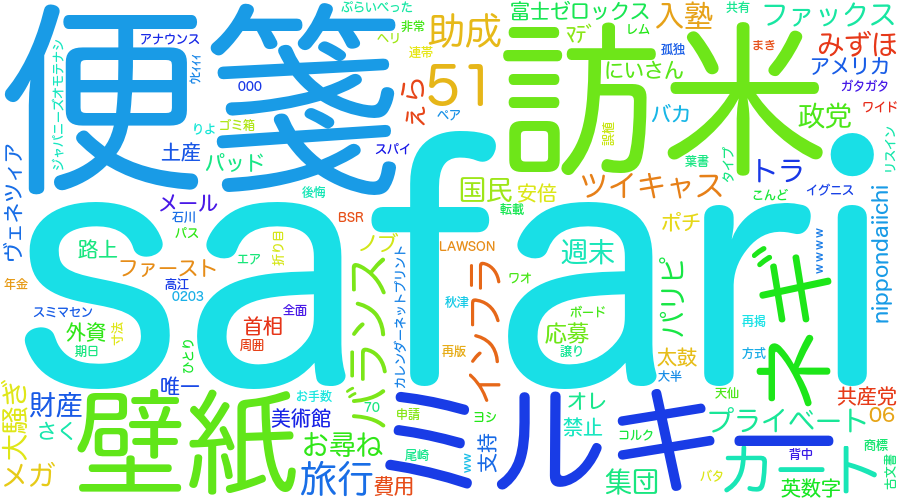 ぷらいべった
富士ゼロックス
入塾
共有
ファックス
便箋
訪米
アナウンス
非常
ヘリ
助成
マデ
レム
みずほ
まき
連帯
孤独
アメリカ
ジャパニーズオモテナシ
000
51
にいさん
ガタガタ
えら
ペア
バカ
政党
ワイド
りょ
ゴミ箱
土産
パッド
スパイ
誤植
葉書
タイプ
トラ
リスイン
ヴェネツィア
メール
後悔
国民
安倍
ツイキャス
こんど
イグニス
石川
パス
BSR
転載
ポチ
safari
nippondaiichi
路上
エア
折り目
ノブ
LAWSON
週末
wwww
ファースト
年金
高江
0203
カレンダーネットプリント
ワオ
パリピ
ネギ
スミマセン
全面
バランス
秋津
インフラ
ボード
再掲
外資
寸法
首相
応募
期日
ひとり
周囲
再版
譲り
太鼓
方式
大半
大騒ぎ
唯一
お手数
財産
壁紙
美術館
70
申請
ミルキー
ヨシ
オレ
天仙
共産党
06
さく
お尋ね
支持
禁止
コルク
プライベート
商標
メガ
旅行
費用
尾崎
ww
集団
バタ
カート
背中
英数字
古文書